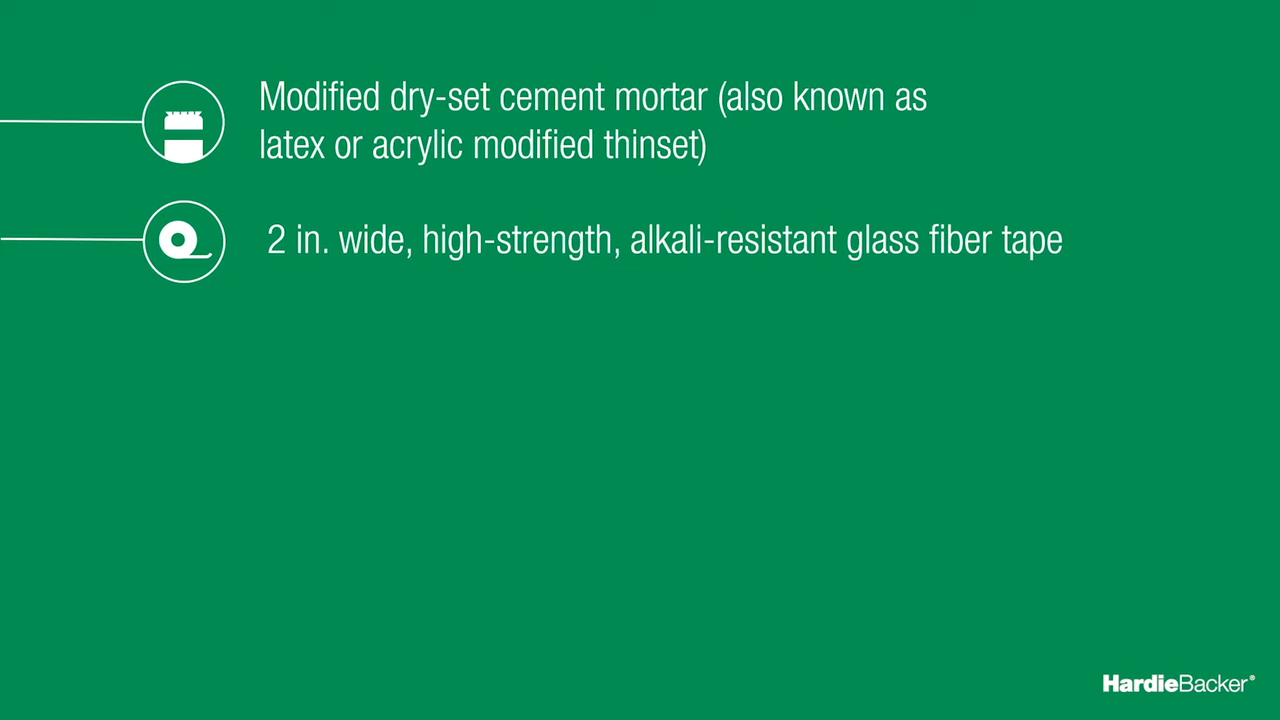 Modified dry-set cement mortar (also known as
latex or acrylic modified thinset)
2 in. wide, high-strength, alkali-resistant glass fiber tape
HardieBacker®